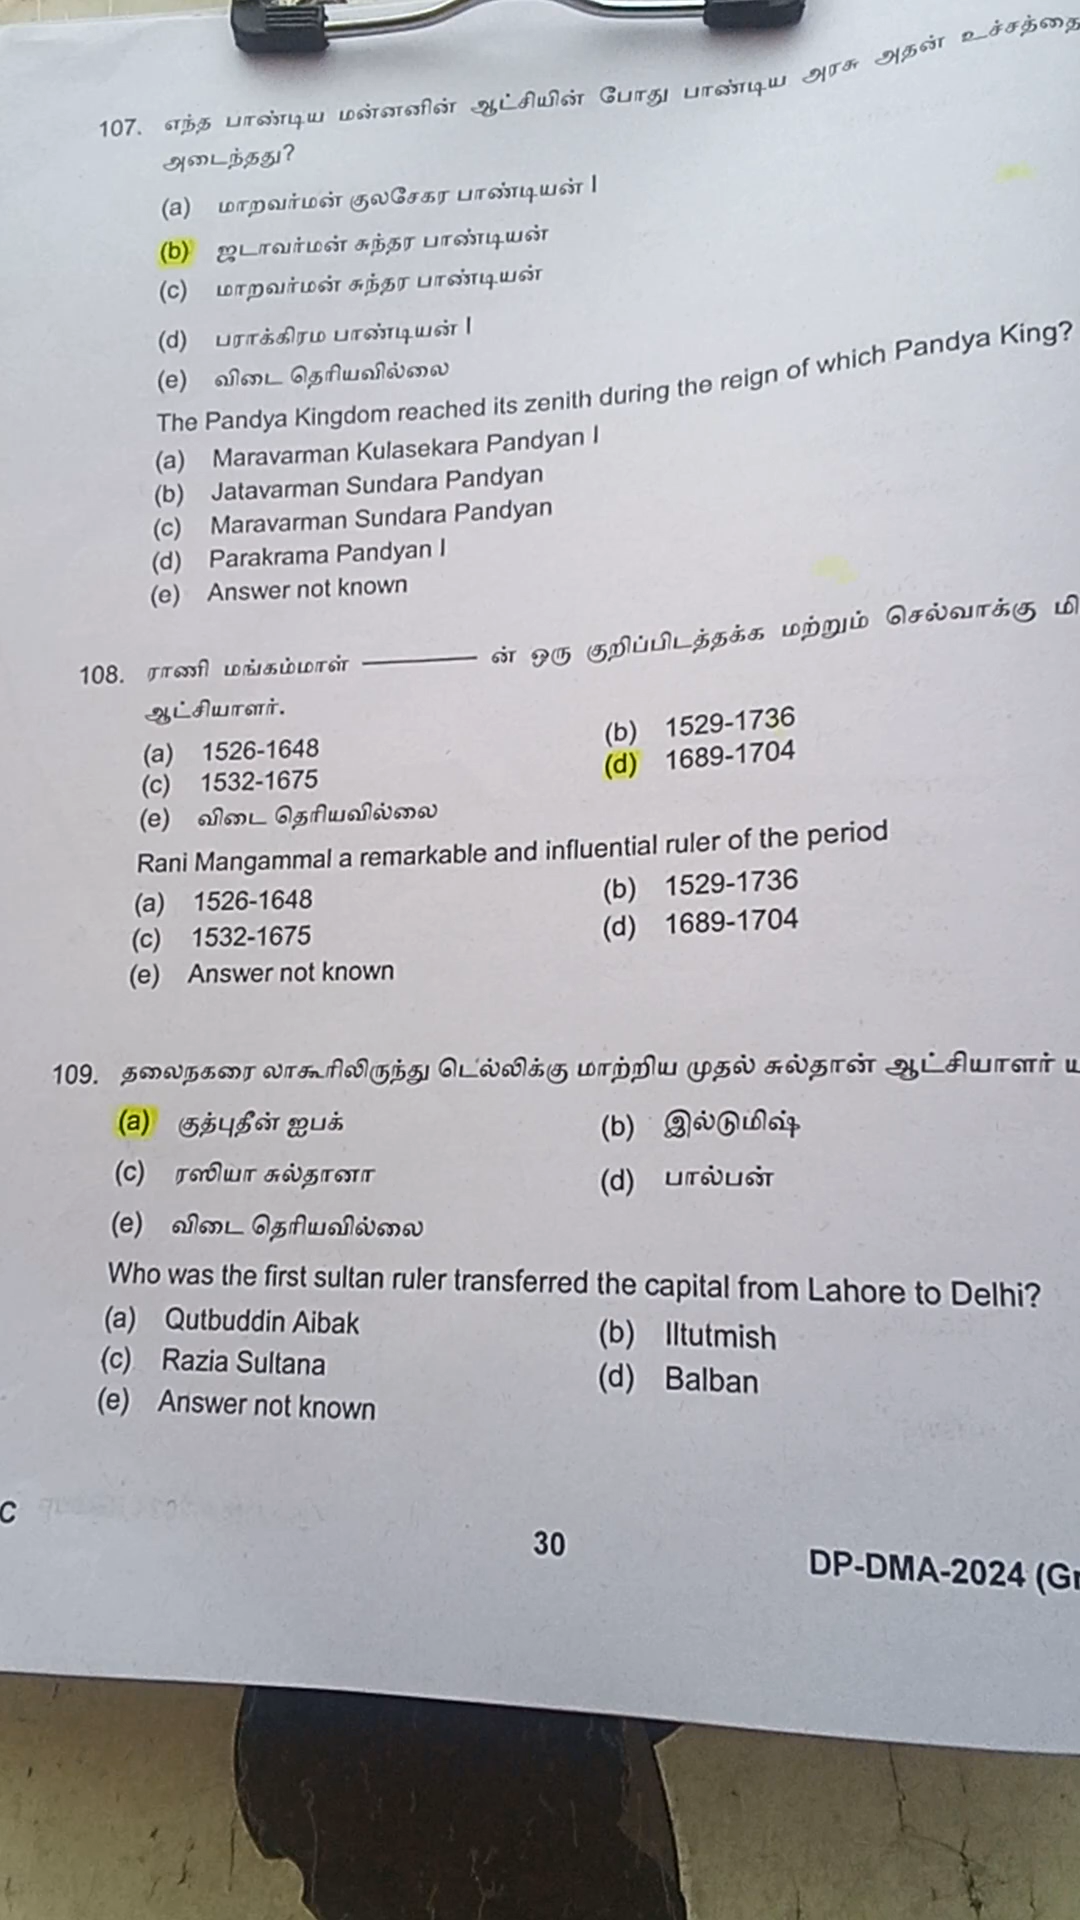 107. எந்த பாண்டிய மன்னனின் ஆட்சியின் போது பாண்டிய அரசு அதன் உச்சத்தை
அடைந்தது?
(a) மாறவர்மன் குலசேகர பாண்டியன் I
(b) ஜடாவர்மன் சுந்தர பாண்டியன்
(c) மாறவர்மன் சுந்தர பாண்டியன்
(d) பராக்கிரம பாண்டியன் I
(e) விடை தெரியவில்லை
The Pandya Kingdom reached its zenith during the reign of which Pandya King?
(a) Maravarman Kulasekara Pandyan I
(b) Jatavarman Sundara Pandyan
(c) Maravarman Sundara Pandyan
(d) Parakrama Pandyan I
(e) Answer not known
108. ராணி மங்கம்மாள் ———— ன் ஒரு குறிப்பிடத்தக்க மற்றும் செல்வாக்கு மி
ஆட்சியாளர்.
(a) 1526-1648 (b) 1529-1736
(c) 1532-1675 (d) 1689-1704
(e) விடை தெரியவில்லை
Rani Mangammal a remarkable and influential ruler of the period
(a) 1526-1648 (b) 1529-1736
(c) 1532-1675 (d) 1689-1704
(e) Answer not known
109. தலைநகரை லாகூரிலிருந்து டெல்லிக்கு மாற்றிய முதல் சுல்தான் ஆட்சியாளர் ய
(a) குத்புதீன் ஐபக் (b) இல்டுமிஷ்
(c) ரஸியா சுல்தானா (d) பால்பன்
(e) விடை தெரியவில்லை
Who was the first sultan ruler transferred the capital from Lahore to Delhi?
(a) Qutbuddin Aibak (b) Iltutmish
(c) Razia Sultana (d) Balban
(e) Answer not known
C
30
DP-DMA-2024 (Gr